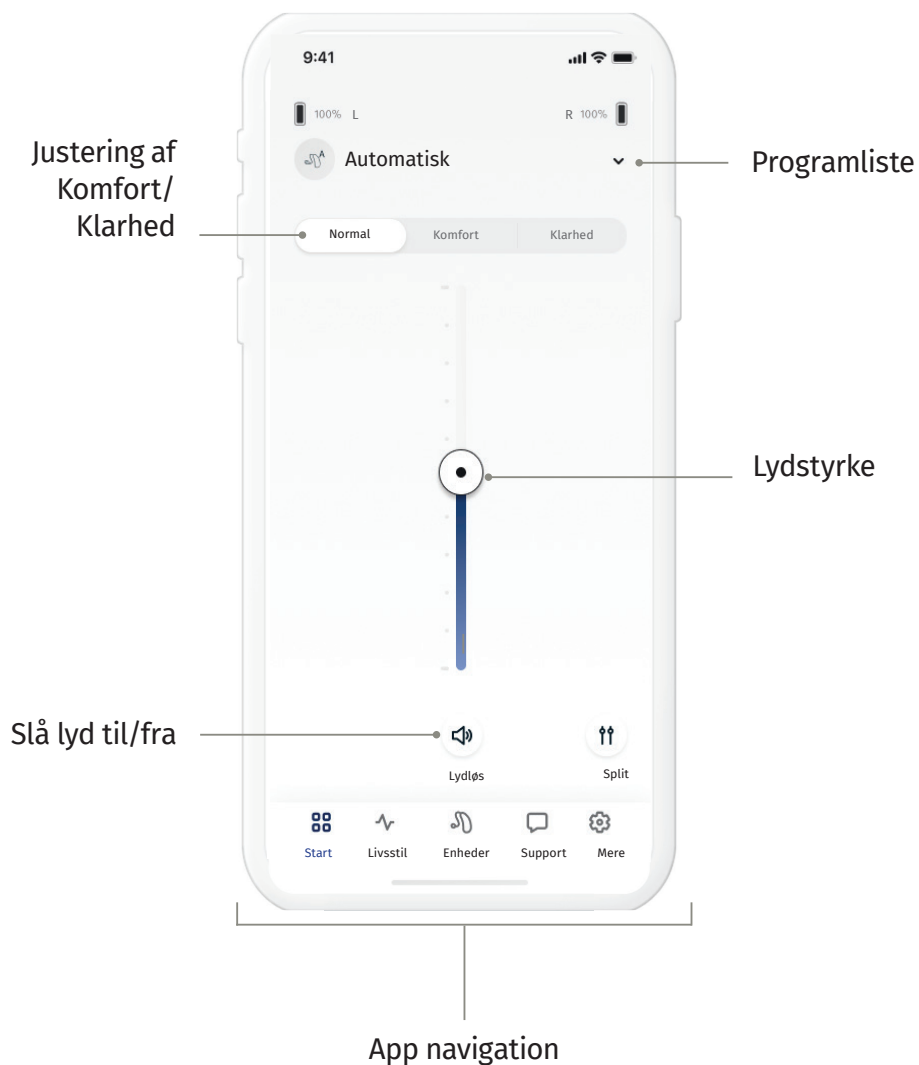 9:41
100% L
R 100%
Justering af
Komfort/
Klarhed
Automatisk
Programliste
Normal
Komfort
Klarhed
Lydstyrke
Slå lyd til/fra
Lydløs
Split
Start
Livsstil
Enheder
Support
Mere
App navigation